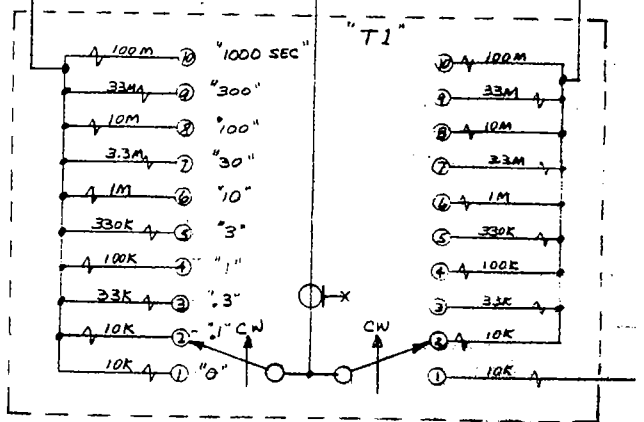 "T1"
100M 10 "1000 SEC" 10 100M
33M 9 "300" 9 33M
10M 8 "100" 8 10M
3.3M 7 "30" 7 3.3M
1M 6 "10" 6 1M
330K 5 "3" 5 330K
100K 4 "1" 4 100K
33K 3 ".3" 3 33K
10K 2 ".1" CW CW 2 10K
10K 1 "0" 1 10K